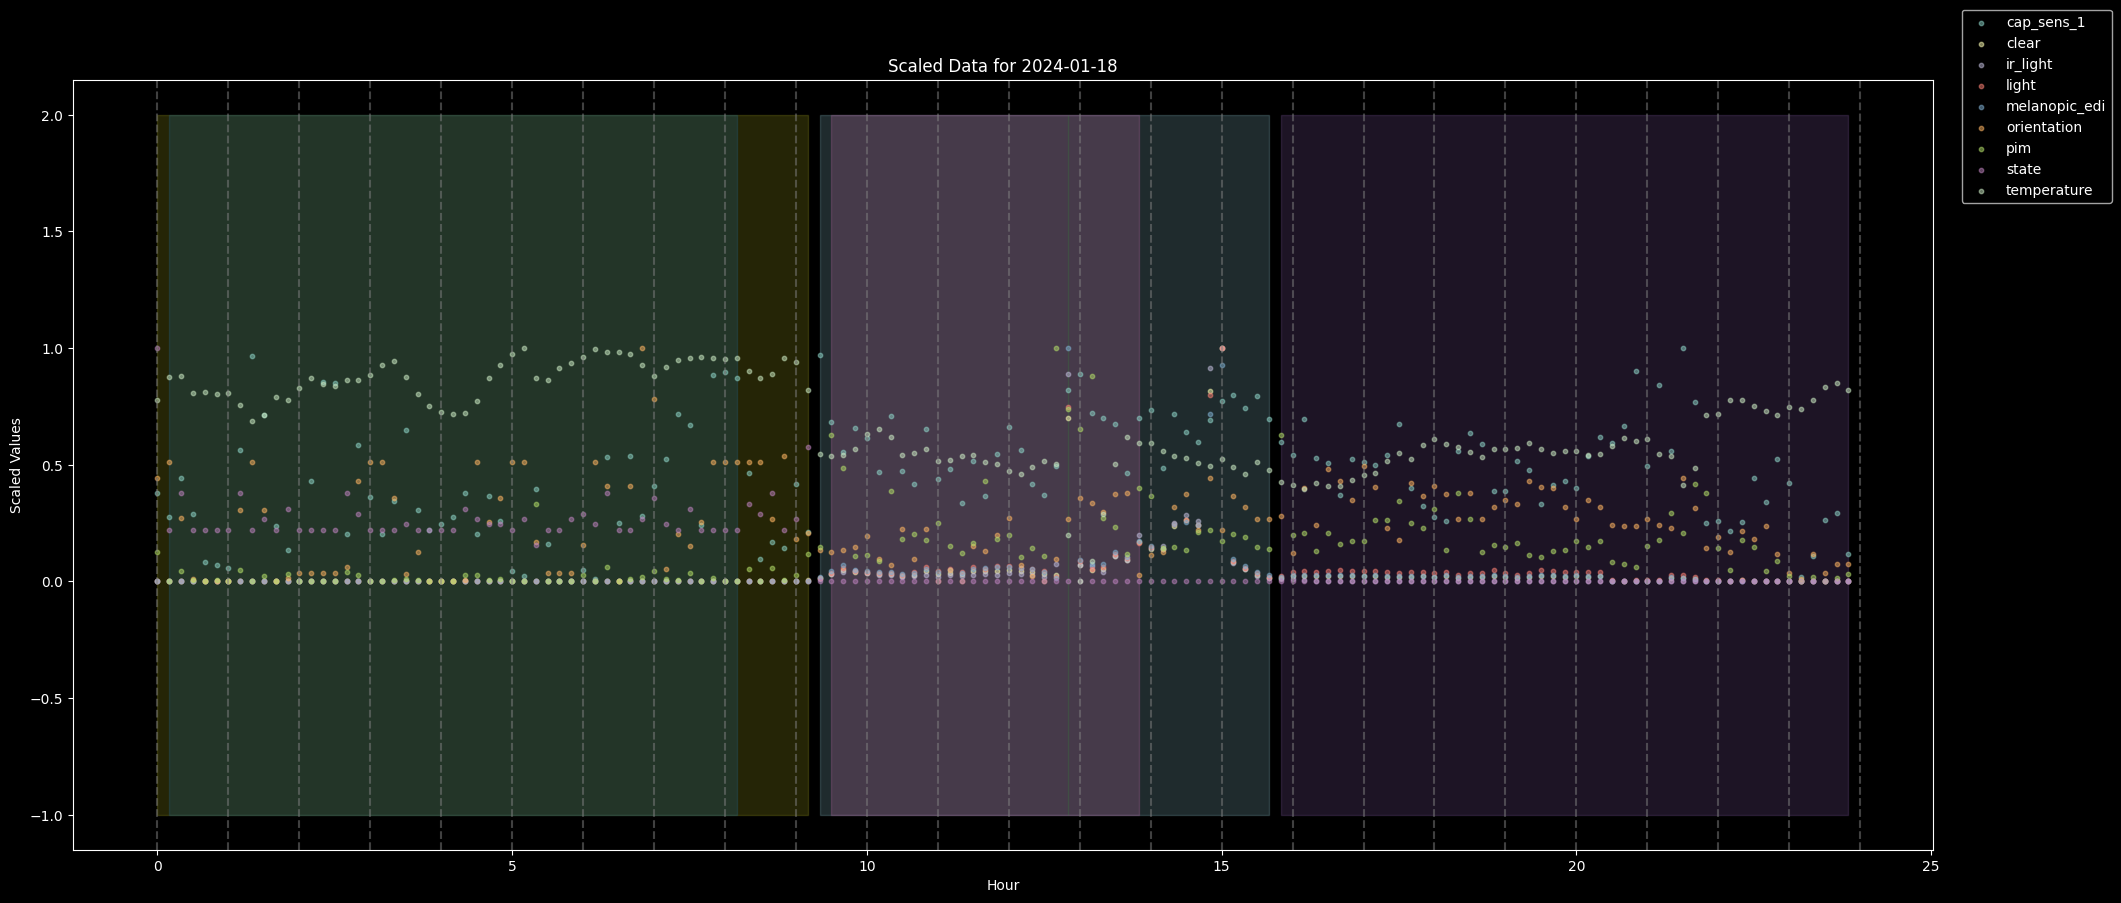 Scaled Data for 2024-01-18
cap_sens_1
clear
ir_light
light
melanopic_edi
orientation
pim
state
temperature
Scaled Values
2.0
1.5
1.0
0.5
0.0
−0.5
−1.0
0
5
10
15
20
25
Hour